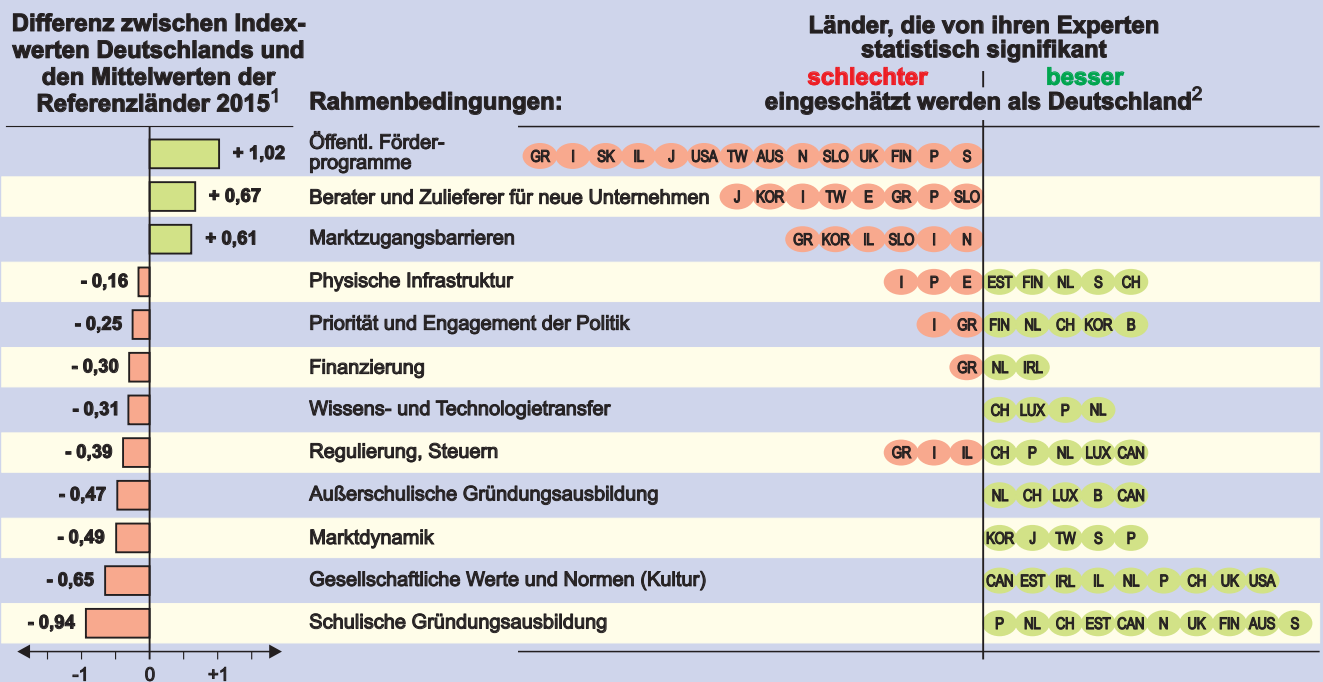 Differenz zwischen Index-
werten Deutschlands und
den Mittelwerten der
Referenzländer 2015¹
Rahmenbedingungen:
Länder, die von ihren Experten
statistisch signifikant
schlechter besser
eingeschätzt werden als Deutschland²
+ 1,02 Öffentl. Förder-
programme GR I SK IL J USA TW AUS N SLO UK FIN P S
+ 0,67 Berater und Zulieferer für neue Unternehmen J KOR I TW E GR P SLO
+ 0,61 Marktzugangsbarrieren GR KOR IL SLO I N
- 0,16 Physische Infrastruktur I P E EST FIN NL S CH
- 0,25 Priorität und Engagement der Politik I GR FIN NL CH KOR B
- 0,30 Finanzierung GR NL IRL
- 0,31 Wissens- und Technologietransfer CH LUX P NL
- 0,39 Regulierung, Steuern GR I IL CH P NL LUX CAN
- 0,47 Außerschulische Gründungsausbildung NL CH LUX B CAN
- 0,49 Marktdynamik KOR J TW S P
- 0,65 Gesellschaftliche Werte und Normen (Kultur) CAN EST IRL IL NL P CH UK USA
- 0,94 Schulische Gründungsausbildung P NL CH EST CAN N UK FIN AUS S
-1 0 +1